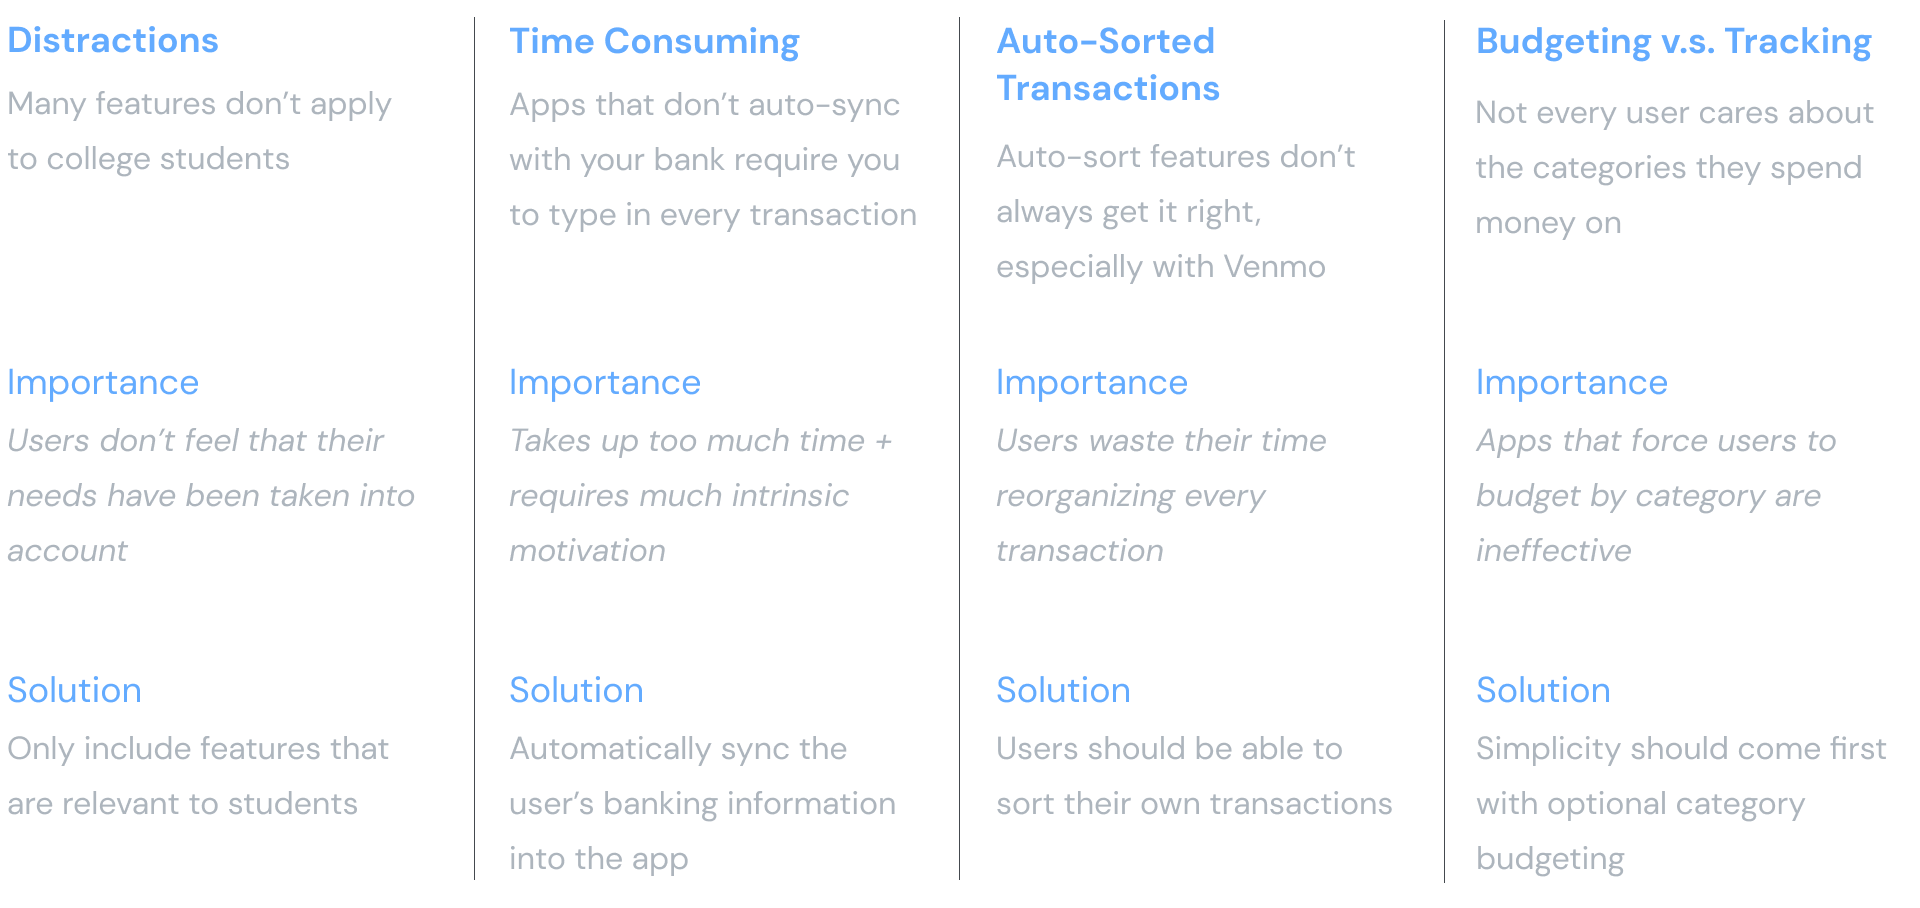 Distractions
Many features don’t apply
to college students
Importance
Users don’t feel that their
needs have been taken into
account
Solution
Only include features that
are relevant to students
Time Consuming
Apps that don’t auto-sync
with your bank require you
to type in every transaction
Importance
Takes up too much time +
requires much intrinsic
motivation
Solution
Automatically sync the
user’s banking information
into the app
Auto-Sorted
Transactions
Auto-sort features don’t
always get it right,
especially with Venmo
Importance
Users waste their time
reorganizing every
transaction
Solution
Users should be able to
sort their own transactions
Budgeting v.s. Tracking
Not every user cares about
the categories they spend
money on
Importance
Apps that force users to
budget by category are
ineffective
Solution
Simplicity should come first
with optional category
budgeting